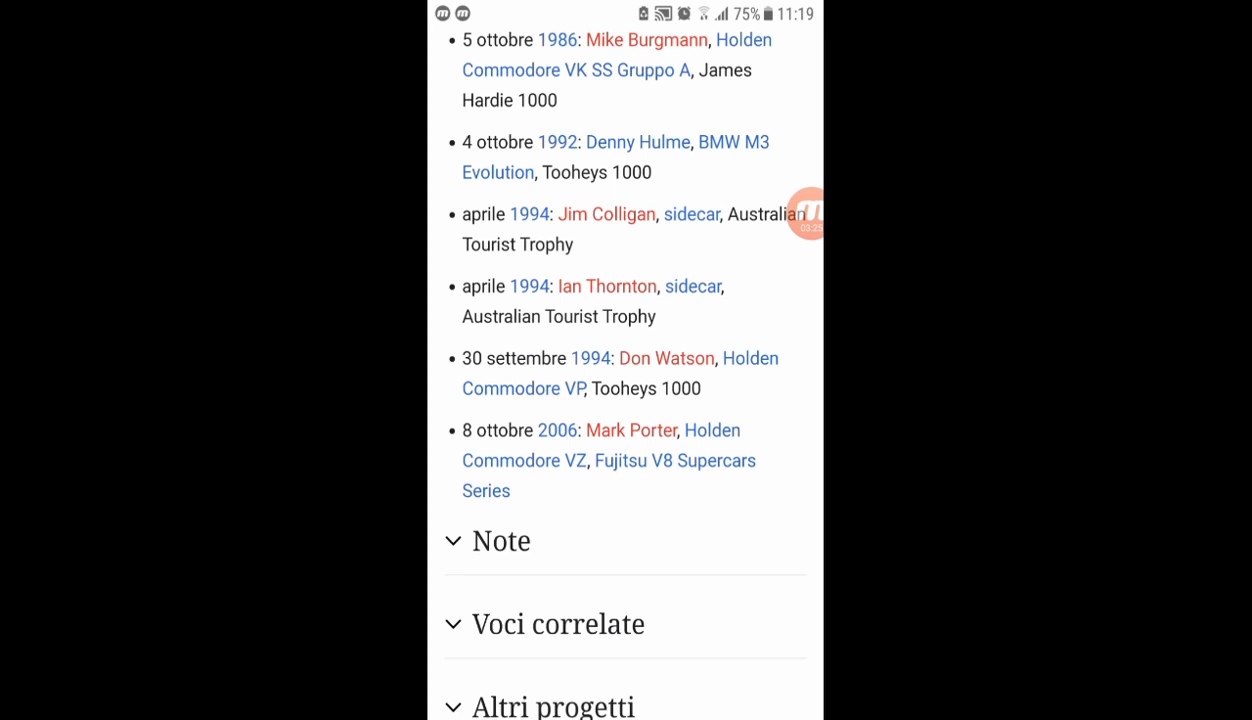 75% 11:19
5 ottobre 1986: Mike Burgmann, Holden
Commodore VK SS Gruppo A, James
Hardie 1000
4 ottobre 1992: Denny Hulme, BMW M3
Evolution, Tooheys 1000
aprile 1994: Jim Colligan, sidecar, Australian
Tourist Trophy
03:25
aprile 1994: Ian Thornton, sidecar,
Australian Tourist Trophy
30 settembre 1994: Don Watson, Holden
Commodore VP, Tooheys 1000
8 ottobre 2006: Mark Porter, Holden
Commodore VZ, Fujitsu V8 Supercars
Series
Note
Voci correlate
Altri progetti